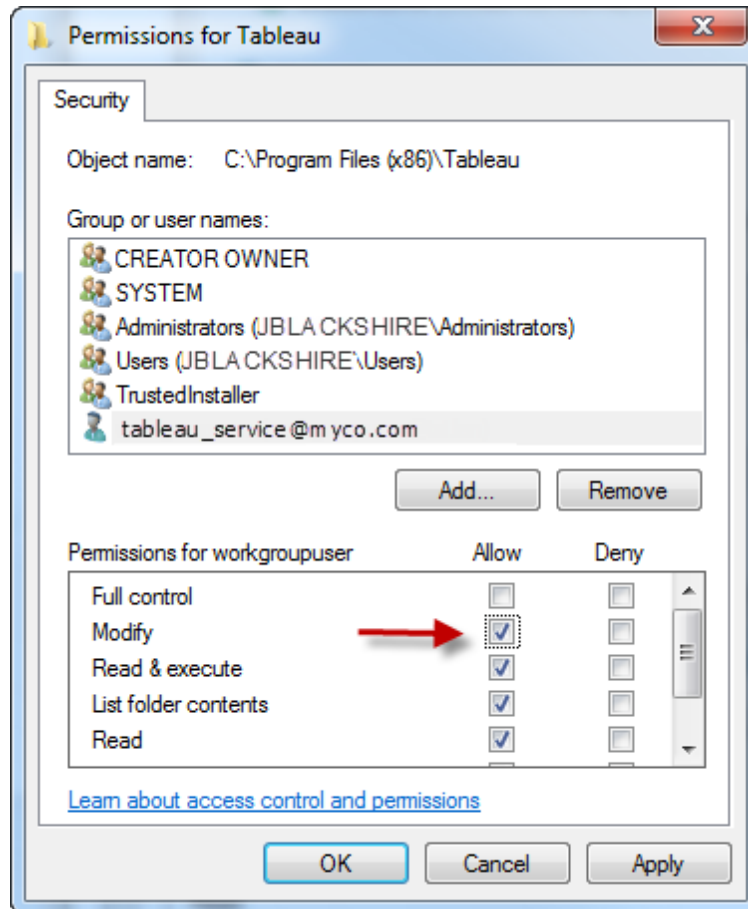 Permissions for Tableau
Security
Object name: C:\Program Files (x86)\Tableau
Group or user names:
CREATOR OWNER
SYSTEM
Administrators (JBLACKSHIRE\Administrators)
Users (JBLACKSHIRE\Users)
TrustedInstaller
tableau_service@myco.com
Add... Remove
Permissions for workgroupuser Allow Deny
Full control
Modify
Read & execute
List folder contents
Read
Learn about access control and permissions
OK Cancel Apply